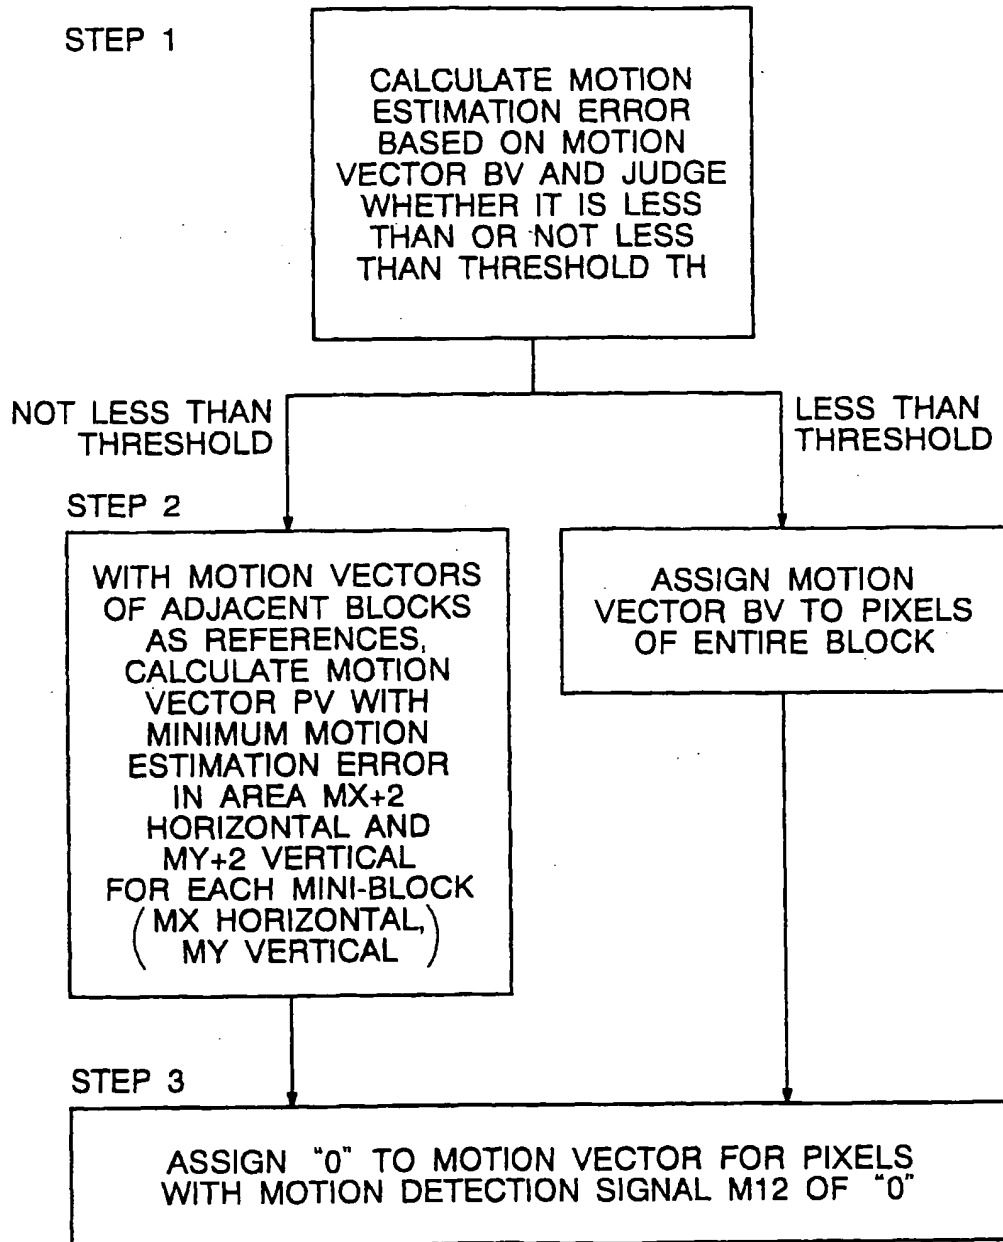 STEP 1
CALCULATE MOTION
ESTIMATION ERROR
BASED ON MOTION
VECTOR BV AND JUDGE
WHETHER IT IS LESS
THAN OR NOT LESS
THAN THRESHOLD TH
NOT LESS THAN
THRESHOLD
LESS THAN
THRESHOLD
STEP 2
WITH MOTION VECTORS
OF ADJACENT BLOCKS
AS REFERENCES,
CALCULATE MOTION
VECTOR PV WITH
MINIMUM MOTION
ESTIMATION ERROR
IN AREA MX+2
HORIZONTAL AND
MY+2 VERTICAL
FOR EACH MINI-BLOCK
(MX HORIZONTAL,
MY VERTICAL)
ASSIGN MOTION
VECTOR BV TO PIXELS
OF ENTIRE BLOCK
STEP 3
ASSIGN "0" TO MOTION VECTOR FOR PIXELS
WITH MOTION DETECTION SIGNAL M12 OF "0"